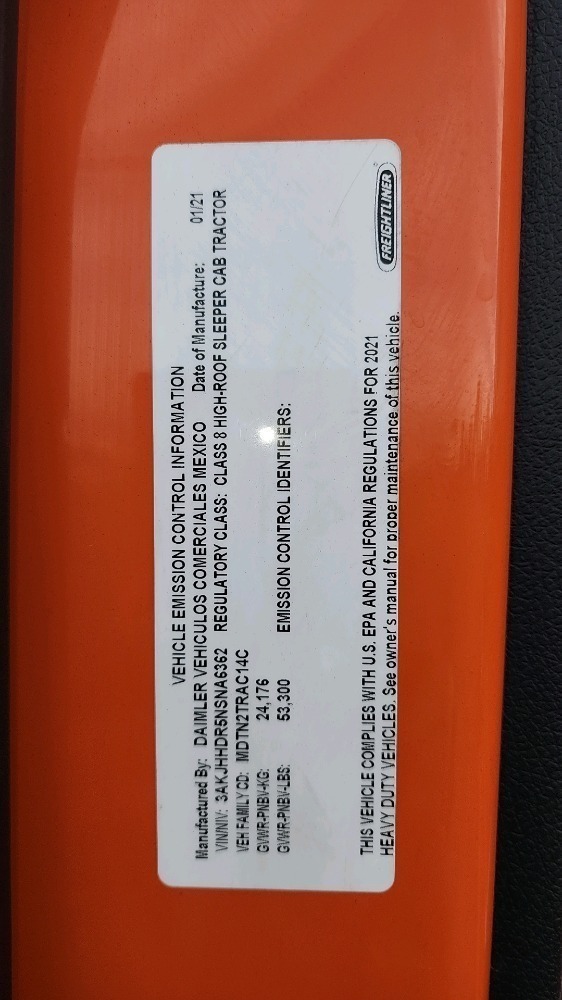 VEHICLE EMISSION CONTROL INFORMATION
Manufactured By: DAIMLER VEHICULOS COMERCIALES MEXICO Date of Manufacture: 01/21
VIN/NIV: 3AKJHHDR5NSNA6362 REGULATORY CLASS: CLASS 8 HIGH-ROOF SLEEPER CAB TRACTOR
VEH FAMILY CD: MDTN2TRAC14C
GVWR-PNBV-KG: 24,176
GVWR-PNBV-LBS: 53,300 EMISSION CONTROL IDENTIFIERS:
THIS VEHICLE COMPLIES WITH U.S. EPA AND CALIFORNIA REGULATIONS FOR 2021
HEAVY DUTY VEHICLES. See owner's manual for proper maintenance of this vehicle.
FREIGHTLINER